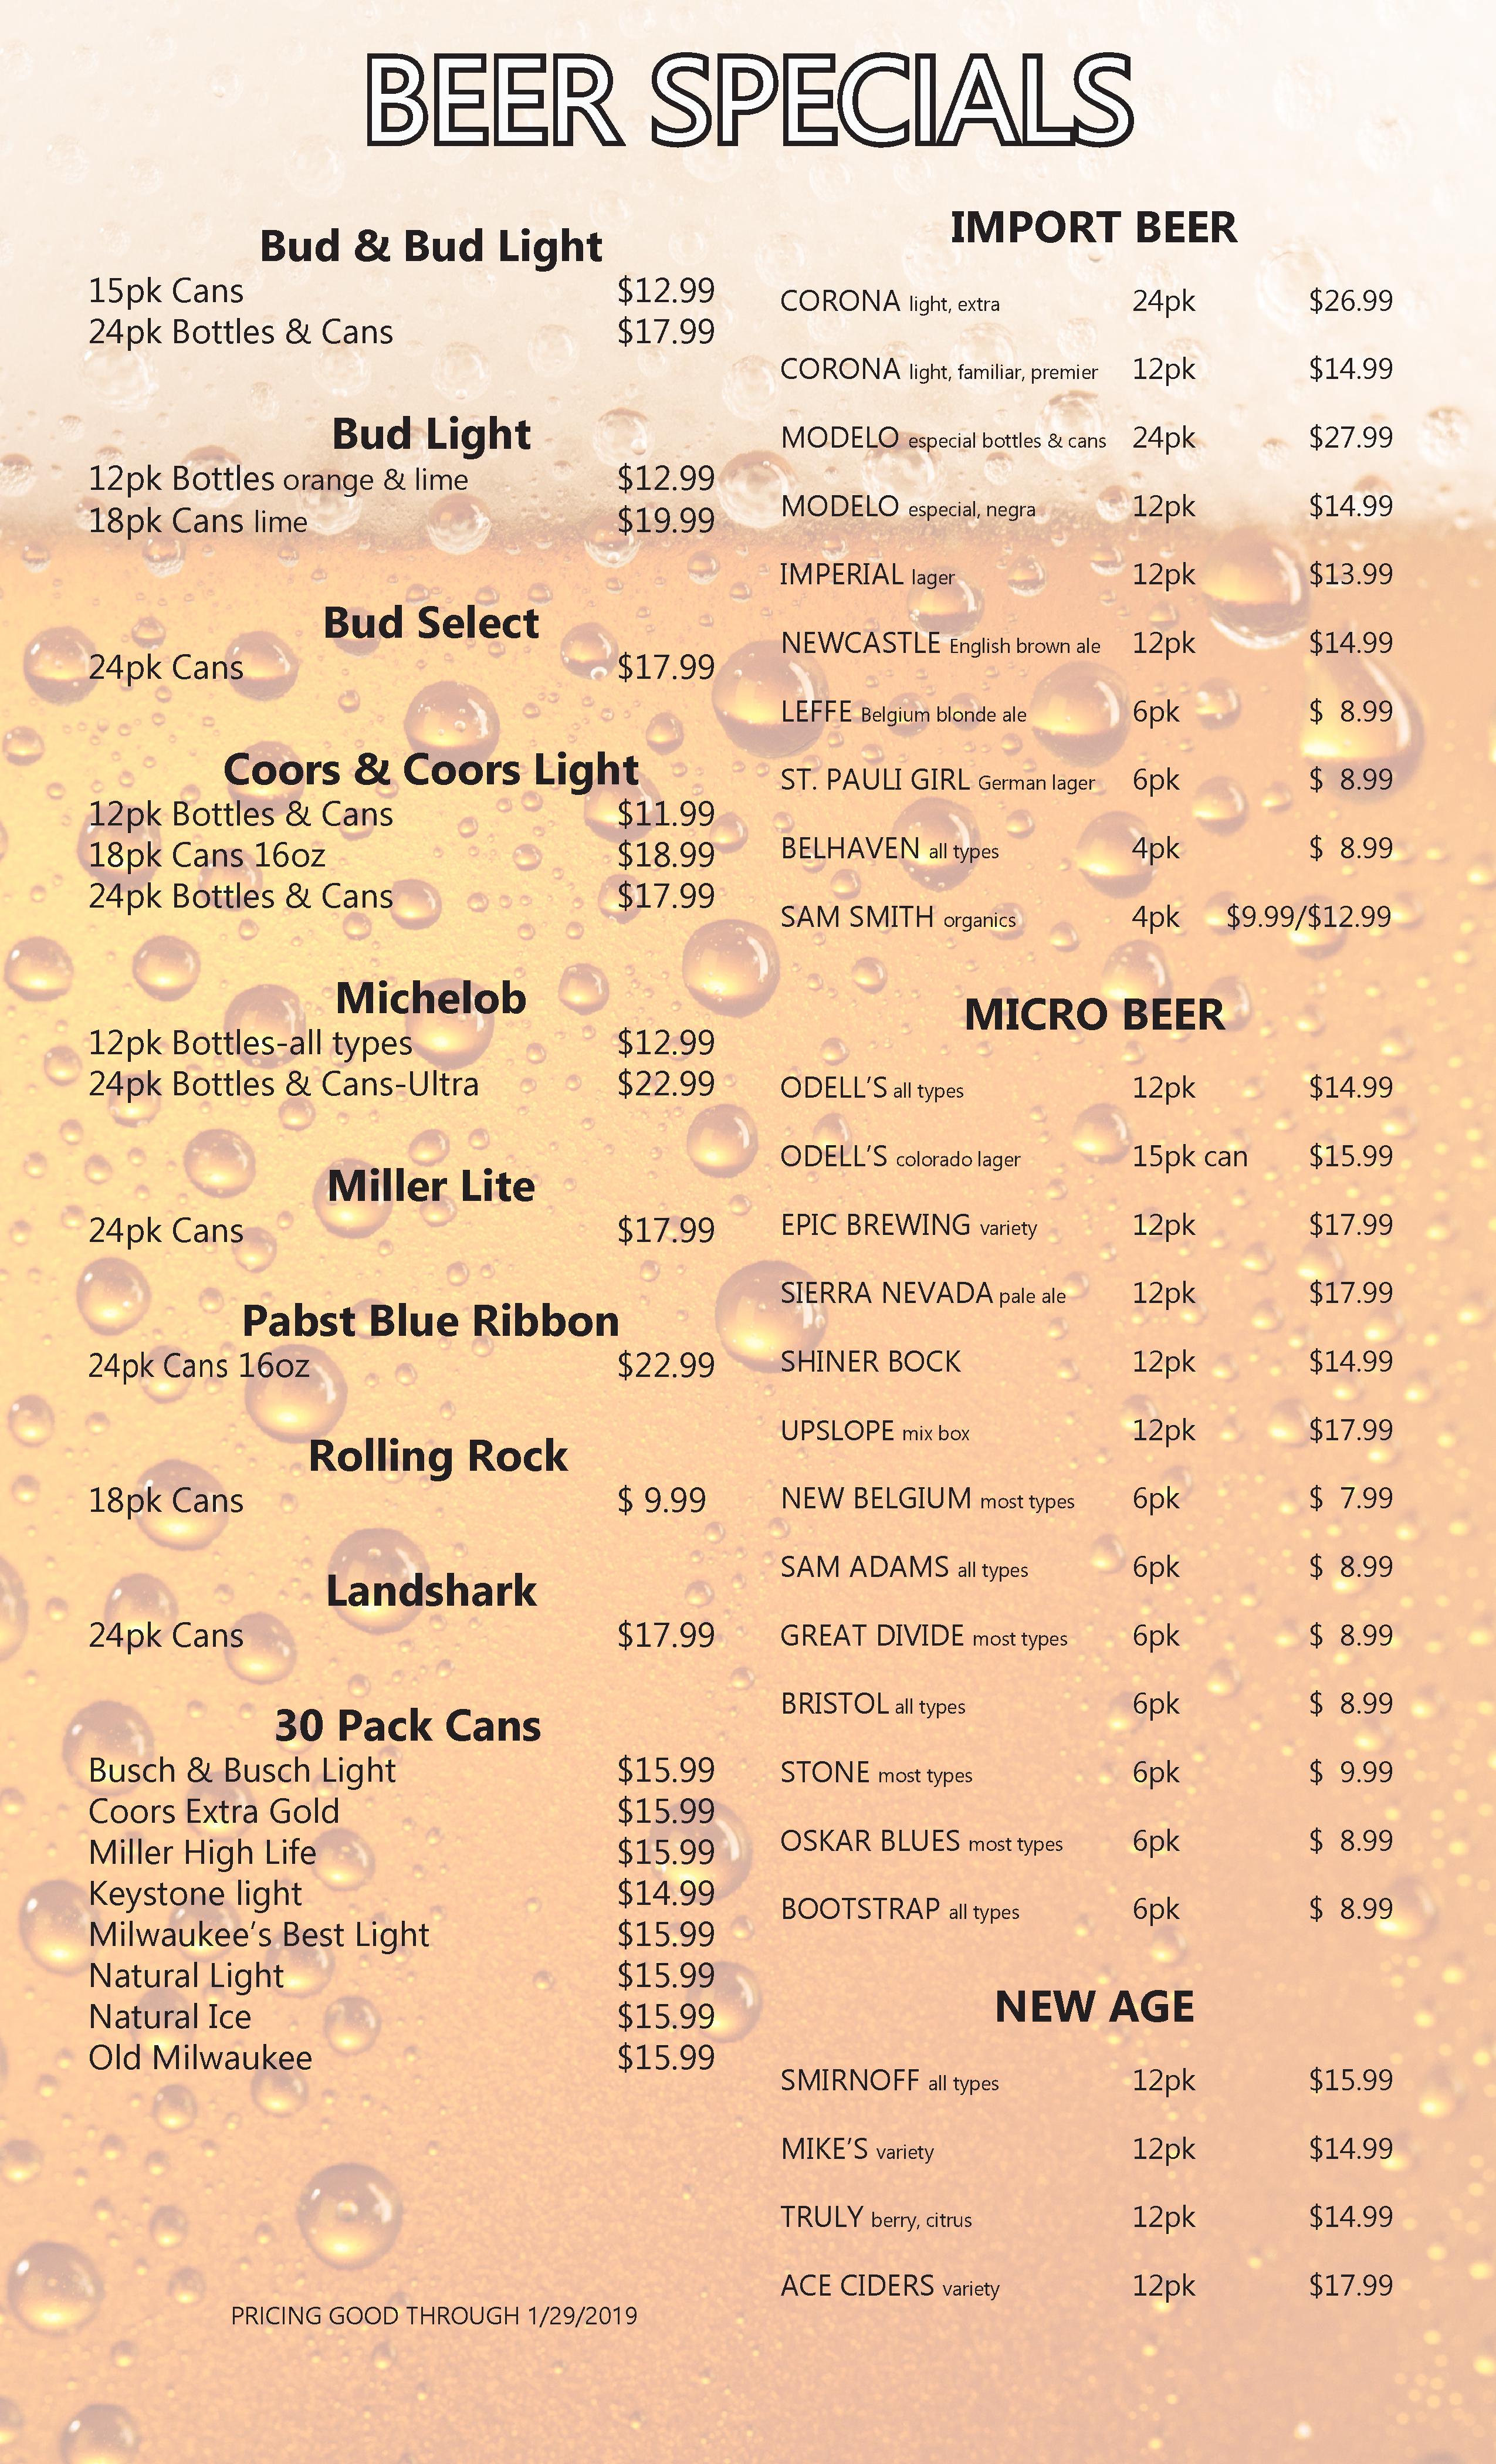 BEER SPECIALS
Bud & Bud Light
15pk Cans $12.99
24pk Bottles & Cans $17.99
Bud Light
12pk Bottles orange & lime $12.99
18pk Cans lime $19.99
Bud Select
24pk Cans $17.99
Coors & Coors Light
12pk Bottles & Cans $11.99
18pk Cans 16oz $18.99
24pk Bottles & Cans $17.99
Michelob
12pk Bottles-all types $12.99
24pk Bottles & Cans-Ultra $22.99
Miller Lite
24pk Cans $17.99
Pabst Blue Ribbon
24pk Cans 16oz $22.99
Rolling Rock
18pk Cans $ 9.99
Landshark
24pk Cans $17.99
30 Pack Cans
Busch & Busch Light $15.99
Coors Extra Gold $15.99
Miller High Life $15.99
Keystone light $14.99
Milwaukee's Best Light $15.99
Natural Light $15.99
Natural Ice $15.99
Old Milwaukee $15.99
PRICING GOOD THROUGH 1/29/2019
IMPORT BEER
CORONA light, extra 24pk $26.99
CORONA light, familiar, premier 12pk $14.99
MODELO especial bottles & cans 24pk $27.99
MODELO especial, negra 12pk $14.99
IMPERIAL lager 12pk $13.99
NEWCASTLE English brown ale 12pk $14.99
LEFFE Belgium blonde ale 6pk $ 8.99
ST. PAULI GIRL German lager 6pk $ 8.99
BELHAVEN all types 4pk $ 8.99
SAM SMITH organics 4pk $9.99/$12.99
MICRO BEER
ODELL'S all types 12pk $14.99
ODELL'S colorado lager 15pk can $15.99
EPIC BREWING variety 12pk $17.99
SIERRA NEVADA pale ale 12pk $17.99
SHINER BOCK 12pk $14.99
UPSLOPE mix box 12pk $17.99
NEW BELGIUM most types 6pk $ 7.99
SAM ADAMS all types 6pk $ 8.99
GREAT DIVIDE most types 6pk $ 8.99
BRISTOL all types 6pk $ 8.99
STONE most types 6pk $ 9.99
OSKAR BLUES most types 6pk $ 8.99
BOOTSTRAP all types 6pk $ 8.99
NEW AGE
SMIRNOFF all types 12pk $15.99
MIKE'S variety 12pk $14.99
TRULY berry, citrus 12pk $14.99
ACE CIDERS variety 12pk $17.99